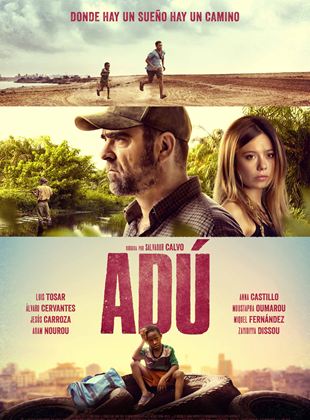 DONDE HAY UN SUEÑO HAY UN CAMINO
DIRIGIDA POR SALVADOR CALVO
ADÚ
LUIS TOSAR
ÁLVARO CERVANTES
JESÚS CARROZA
ADAM NOUROU
ANNA CASTILLO
MOUSTAPHA OUMAROU
MIQUEL FERNÁNDEZ
ZAYIDIYYA DISSOU